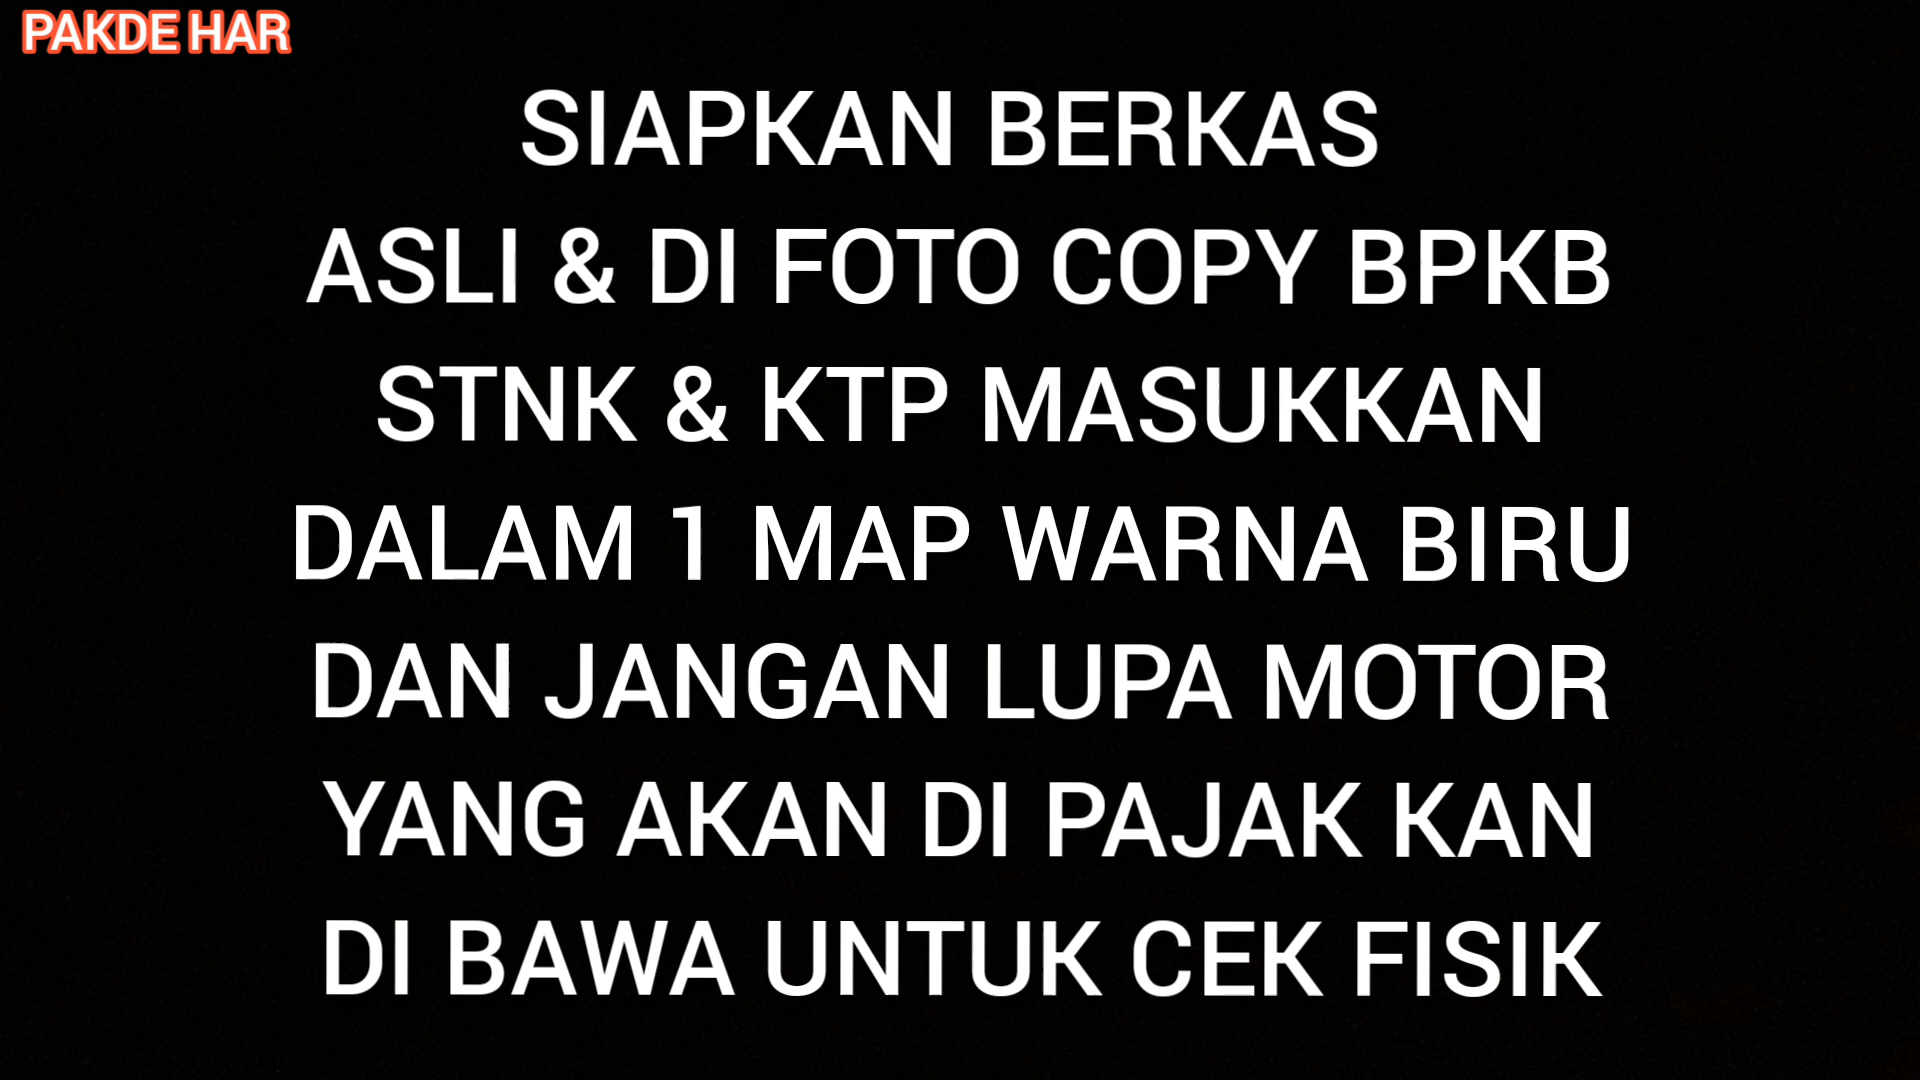 PAKDE HAR
SIAPKAN BERKAS
ASLI & DI FOTO COPY BPKB
STNK & KTP MASUKKAN
DALAM 1 MAP WARNA BIRU
DAN JANGAN LUPA MOTOR
YANG AKAN DI PAJAK KAN
DI BAWA UNTUK CEK FISIK